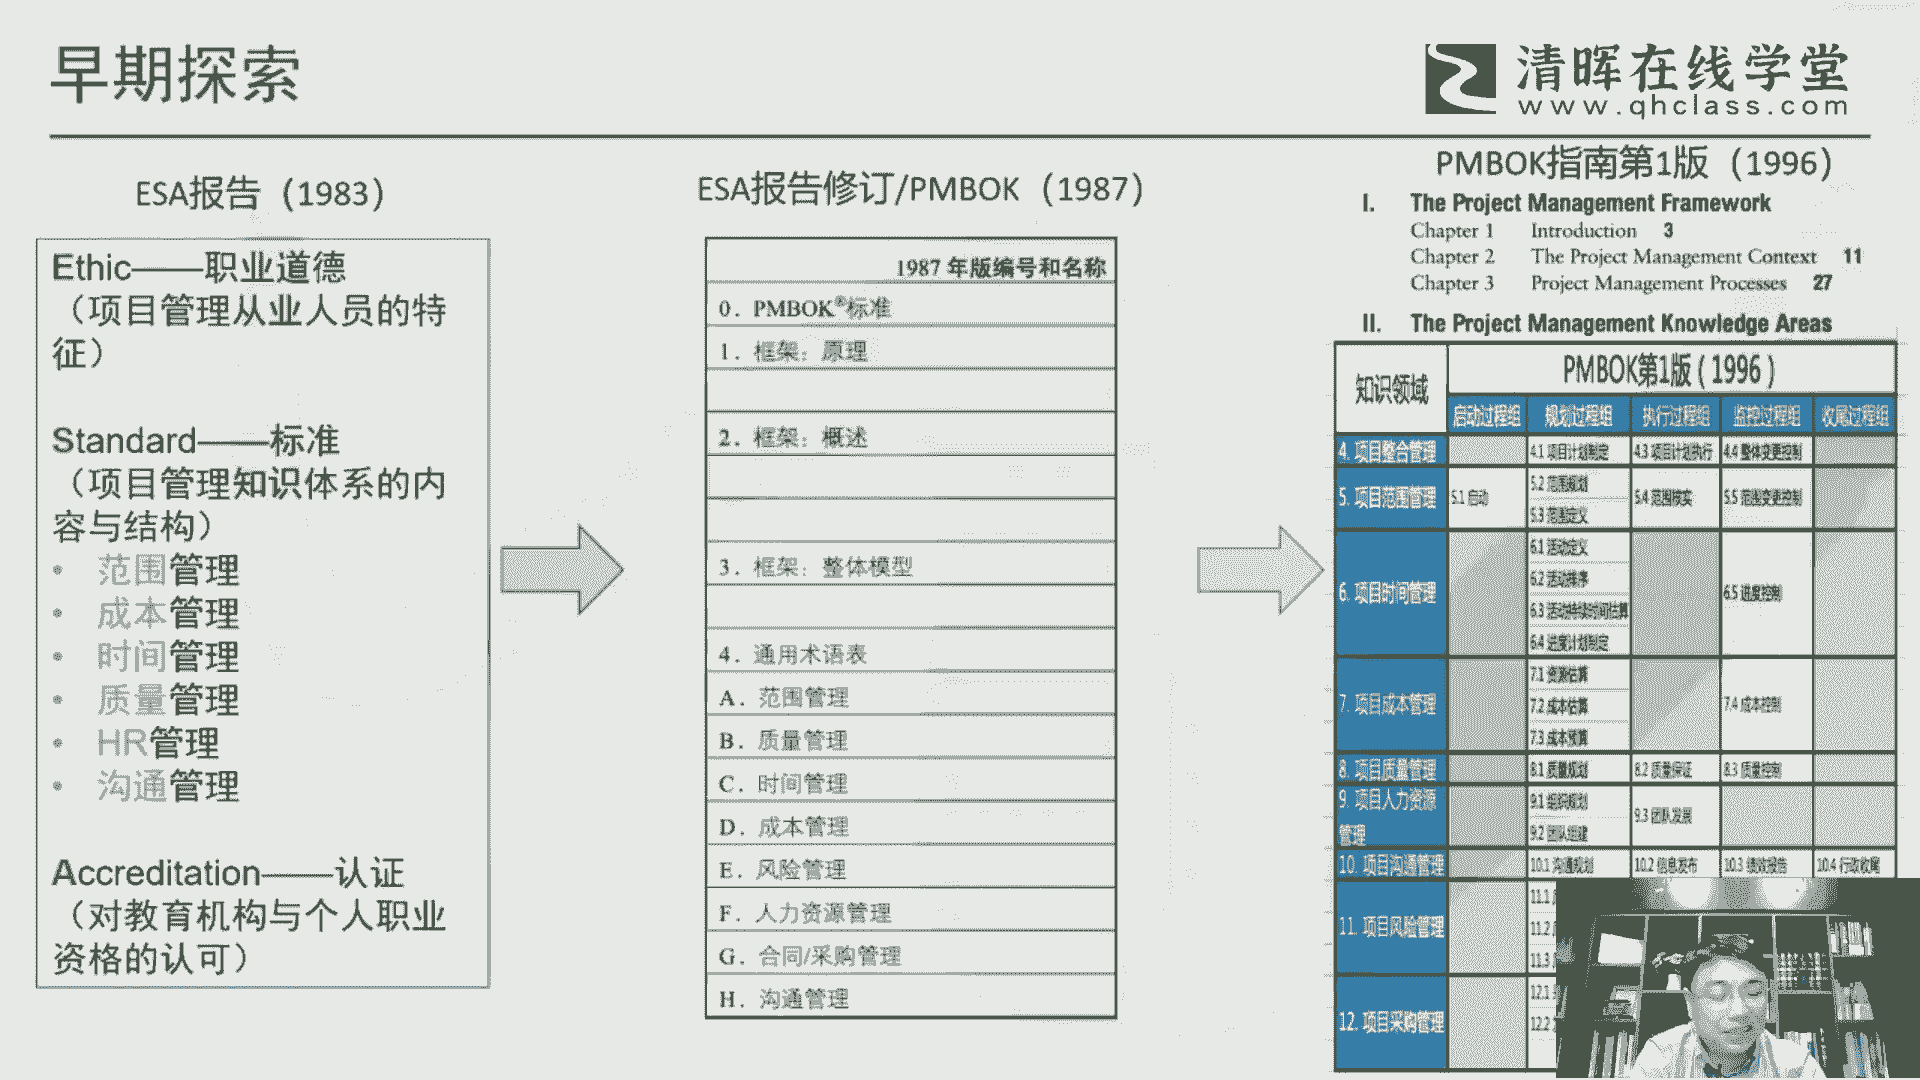 早期探索
清晖在线学堂
www.qhclass.com
ESA报告（1983）
Ethic——职业道德
（项目管理从业人员的特
征）
Standard——标准
（项目管理知识体系的内
容与结构）
• 范围管理
• 成本管理
• 时间管理
• 质量管理
• HR管理
• 沟通管理
Accreditation——认证
（对教育机构与个人职业
资格的认可）
ESA报告修订/PMBOK（1987）
1987 年版编号和名称
0. PMBOK®标准
1. 框架：原理
2. 框架：概述
3. 框架：整体模型
4. 通用术语表
A. 范围管理
B. 质量管理
C. 时间管理
D. 成本管理
E. 风险管理
F. 人力资源管理
G. 合同/采购管理
H. 沟通管理
PMBOK指南第1版（1996）
I. The Project Management Framework
Chapter 1 Introduction 3
Chapter 2 The Project Management Context 11
Chapter 3 Project Management Processes 27
II. The Project Management Knowledge Areas
知识领域
PMBOK第1版（1996）
启动过程组 规划过程组 执行过程组 监控过程组 收尾过程组
4. 项目整合管理
4.1 项目计划制定
4.3 项目计划执行
4.4 整体变更控制
5. 项目范围管理
5.1 启动
5.2 范围规划
5.3 范围定义
5.4 范围核实
5.5 范围变更控制
6. 项目时间管理
6.1 活动定义
6.2 活动排序
6.3 活动持续时间估算
6.4 进度计划制定
6.5 进度控制
7. 项目成本管理
7.1 资源估算
7.2 成本估算
7.3 成本预算
7.4 成本控制
8. 项目质量管理
8.1 质量规划
8.2 质量保证
8.3 质量控制
9. 项目人力资源
管理
9.1 组织规划
9.2 团队组建
9.3 团队发展
10. 项目沟通管理
10.1 沟通规划
10.2 信息发布
10.3 绩效报告
10.4 行政收尾
11. 项目风险管理
11.1
11.2
11.3
12. 项目采购管理
12.1
12.2